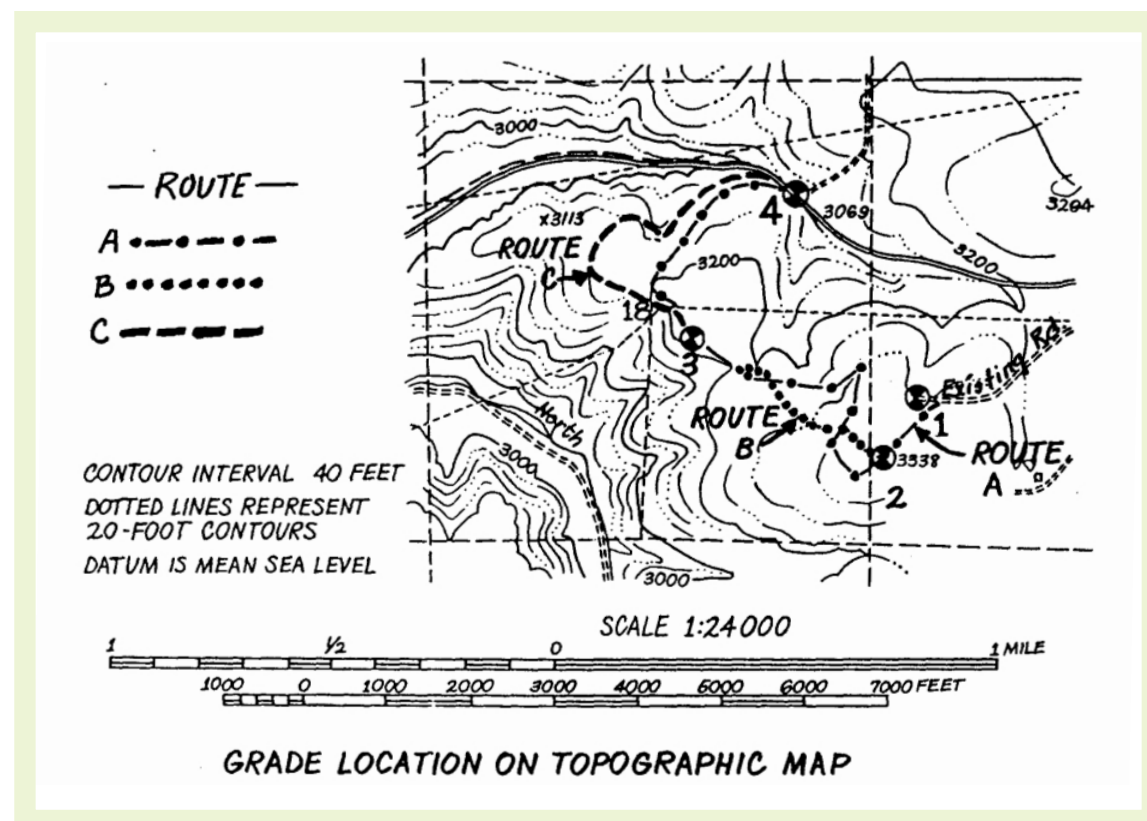 — ROUTE —
A
B
C
CONTOUR INTERVAL 40 FEET
DOTTED LINES REPRESENT
20-FOOT CONTOURS
DATUM IS MEAN SEA LEVEL
3000
x3113
ROUTE
C
18
3
4
3069
3200
3204
3200
Existing Rd
North
3000
ROUTE
B
1
3338
2
ROUTE
A
3000
SCALE 1:24000
1 ½ 0 1 MILE
1000 0 1000 2000 3000 4000 5000 6000 7000 FEET
GRADE LOCATION ON TOPOGRAPHIC MAP